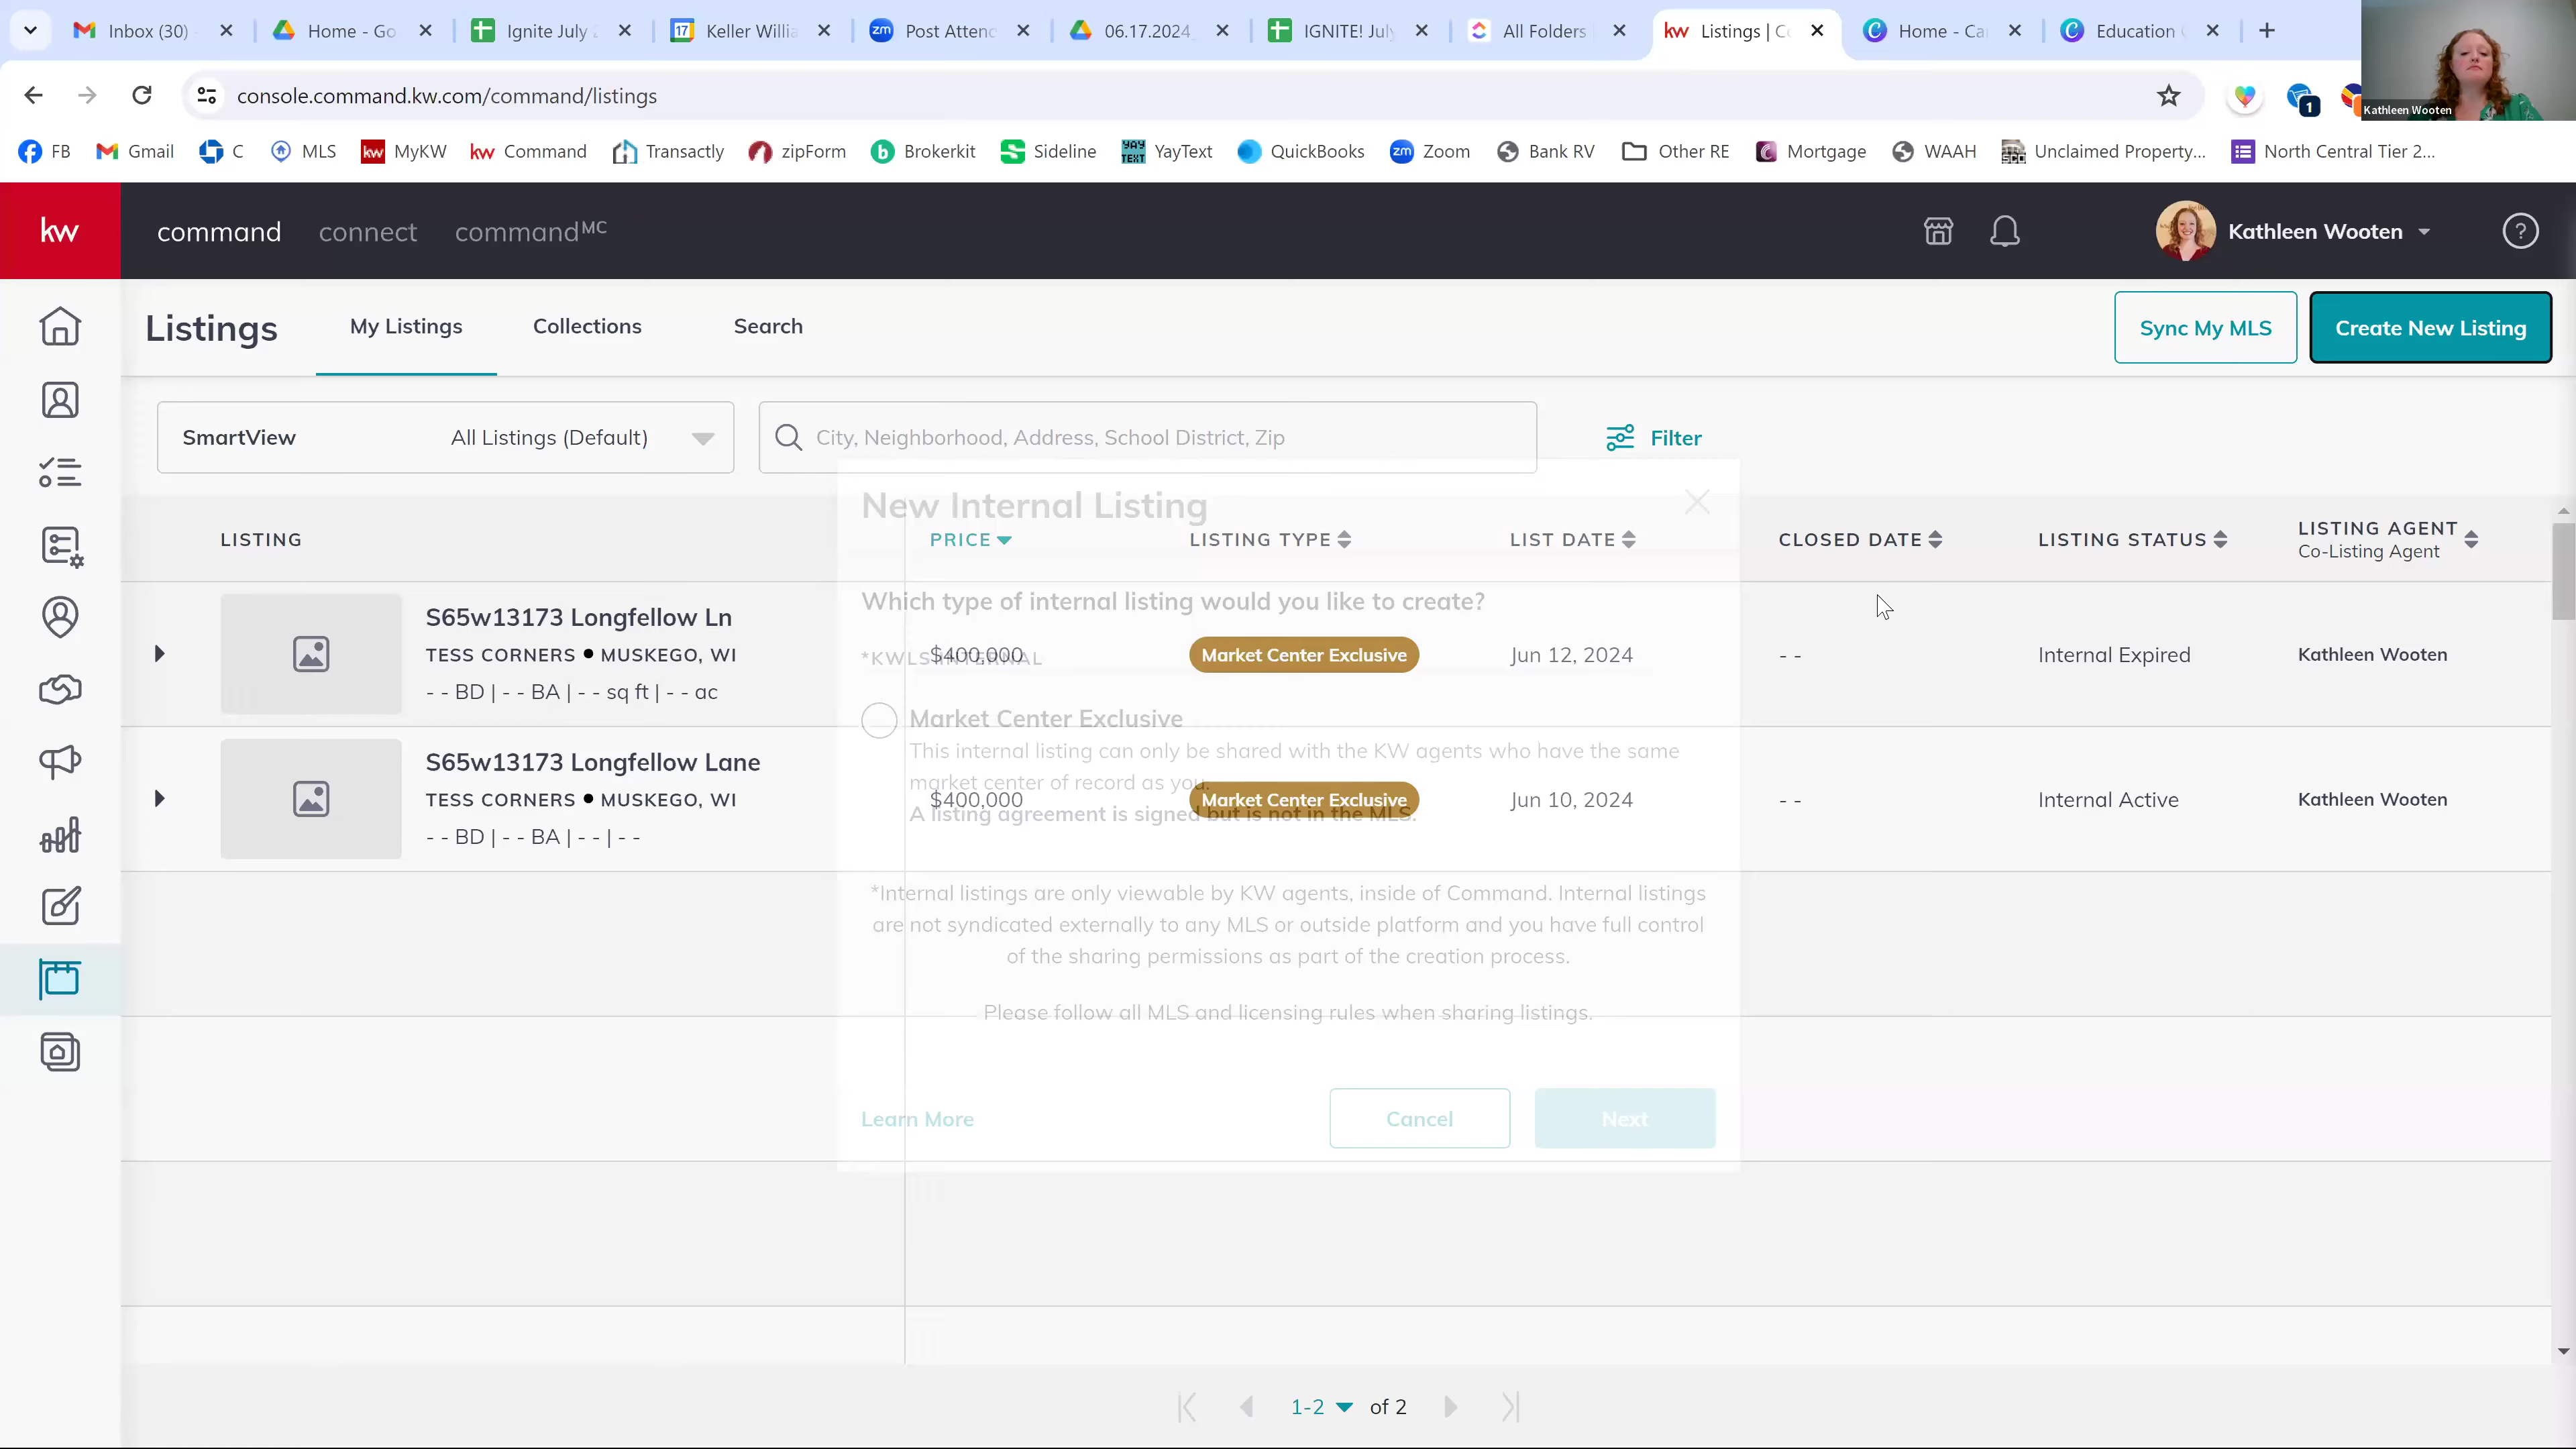 Inbox (30)
Home - Go
Ignite July 2
Keller Willia
Post Attend
06.17.2024_
IGNITE! July
All Folders
Listings | Co
Home - Ca
Education
console.command.kw.com/command/listings
1
Kathleen Wooten
FB
Gmail
C
MLS
MyKW
Command
Transactly
zipForm
Brokerkit
Sideline
YayText
QuickBooks
Zoom
Bank RV
Other RE
Mortgage
WAAH
Unclaimed Property...
North Central Tier 2...
kw
command
connect
commandMC
Kathleen Wooten
?
Listings
My Listings
Collections
Search
Sync My MLS
Create New Listing
SmartView
All Listings (Default)
City, Neighborhood, Address, School District, Zip
Filter
New Internal Listing
LISTING
PRICE
LISTING TYPE
LIST DATE
CLOSED DATE
LISTING STATUS
LISTING AGENT
Co-Listing Agent
Which type of internal listing would you like to create?
S65w13173 Longfellow Ln
TESS CORNERS ● MUSKEGO, WI
- - BD | - - BA | - - sq ft | - - ac
*KWLS INTERNAL
$400,000
Market Center Exclusive
Jun 12, 2024
- -
Internal Expired
Kathleen Wooten
Market Center Exclusive
This internal listing can only be shared with the KW agents who have the same
market center of record as you.
A listing agreement is signed but is not in the MLS.
S65w13173 Longfellow Lane
TESS CORNERS ● MUSKEGO, WI
- - BD | - - BA | - - | - -
$400,000
Market Center Exclusive
Jun 10, 2024
- -
Internal Active
Kathleen Wooten
*Internal listings are only viewable by KW agents, inside of Command. Internal listings
are not syndicated externally to any MLS or outside platform and you have full control
of the sharing permissions as part of the creation process.
Please follow all MLS and licensing rules when sharing listings.
Learn More
Cancel
Next
1-2
of 2